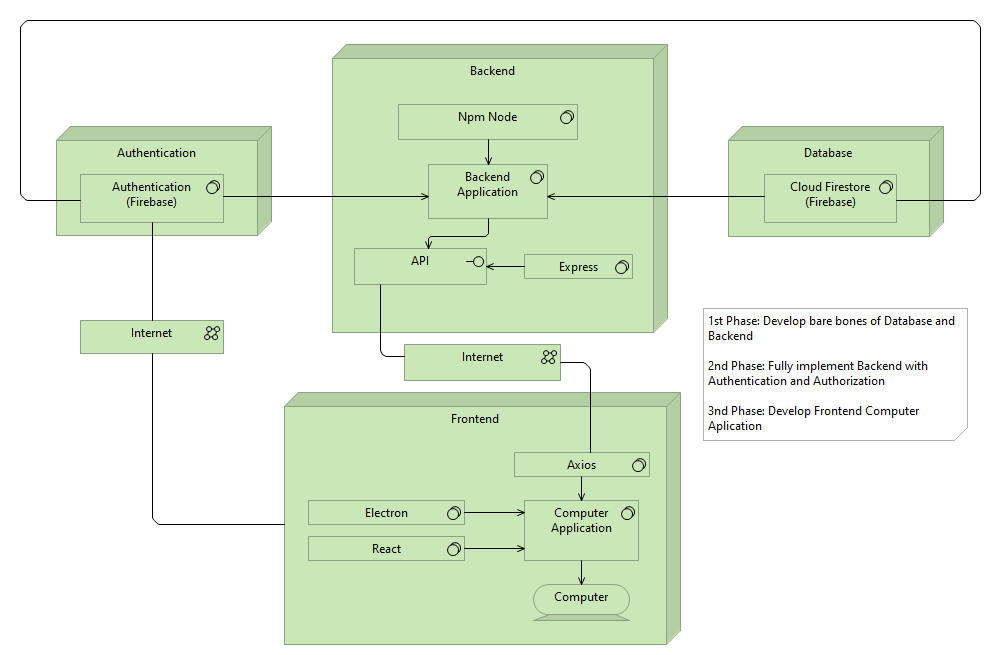 Backend
Npm Node
Authentication
Database
Authentication
(Firebase)
Backend
Application
Cloud Firestore
(Firebase)
API
Express
Internet
Internet
1st Phase: Develop bare bones of Database and
Backend
2nd Phase: Fully implement Backend with
Authentication and Authorization
3nd Phase: Develop Frontend Computer
Aplication
Frontend
Axios
Electron
Computer
Application
React
Computer